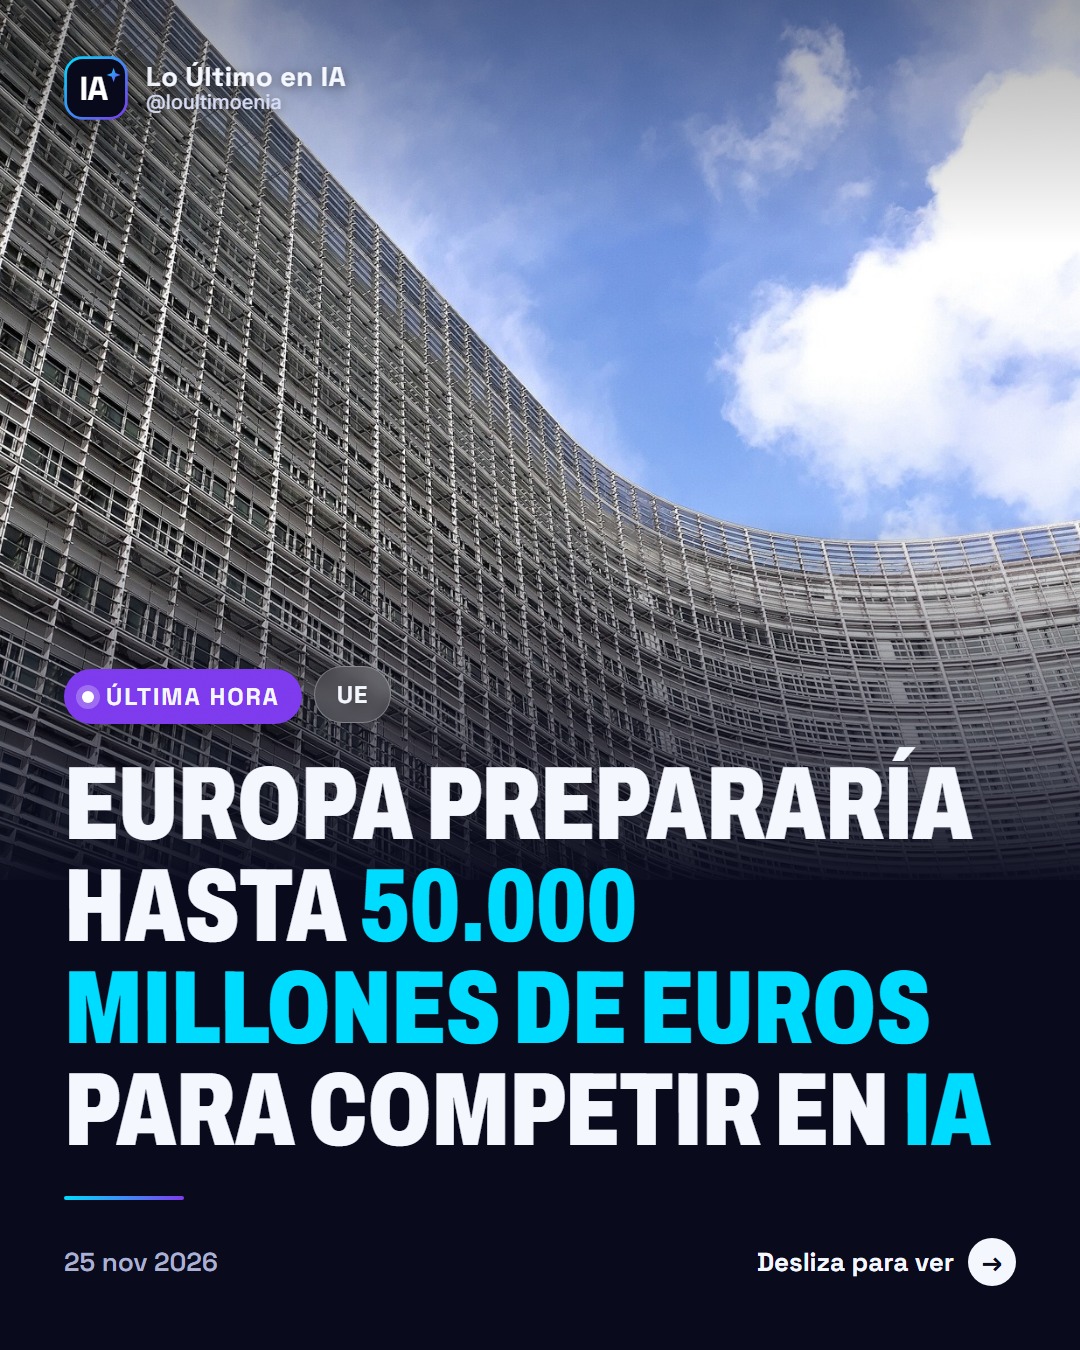 IA
Lo Último en IA
@loultimoenia
ÚLTIMA HORA
UE
EUROPA PREPARARÍA
HASTA 50.000
MILLONES DE EUROS
PARA COMPETIR EN IA
25 nov 2026
Desliza para ver →